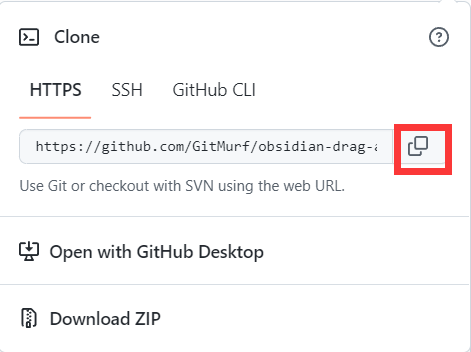 Clone
HTTPS SSH GitHub CLI
https://github.com/GitMurf/obsidian-drag-a
Use Git or checkout with SVN using the web URL.
Open with GitHub Desktop
Download ZIP